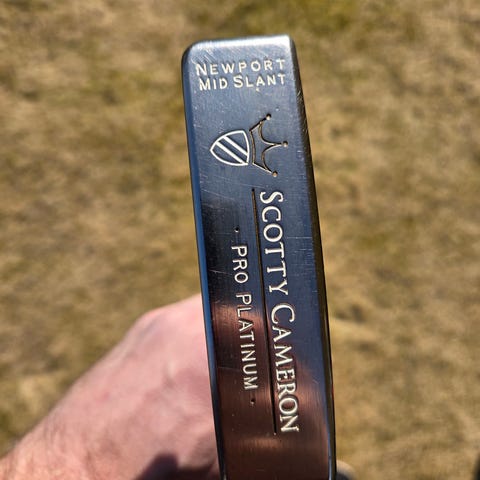 NEWPORT
MID SLANT
SCOTTY CAMERON
· PRO PLATINUM ·